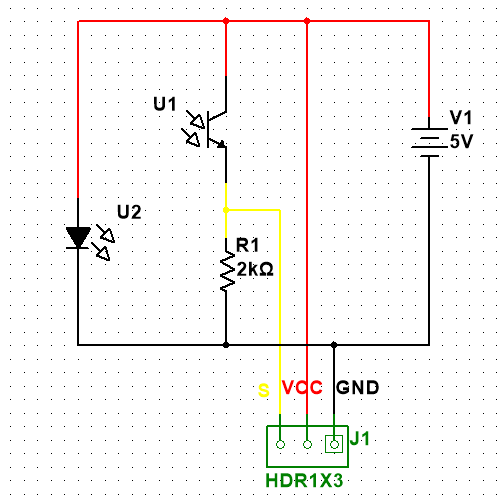 U1
V1
5V
U2
R1
2kΩ
S VCC GND
J1
HDR1X3